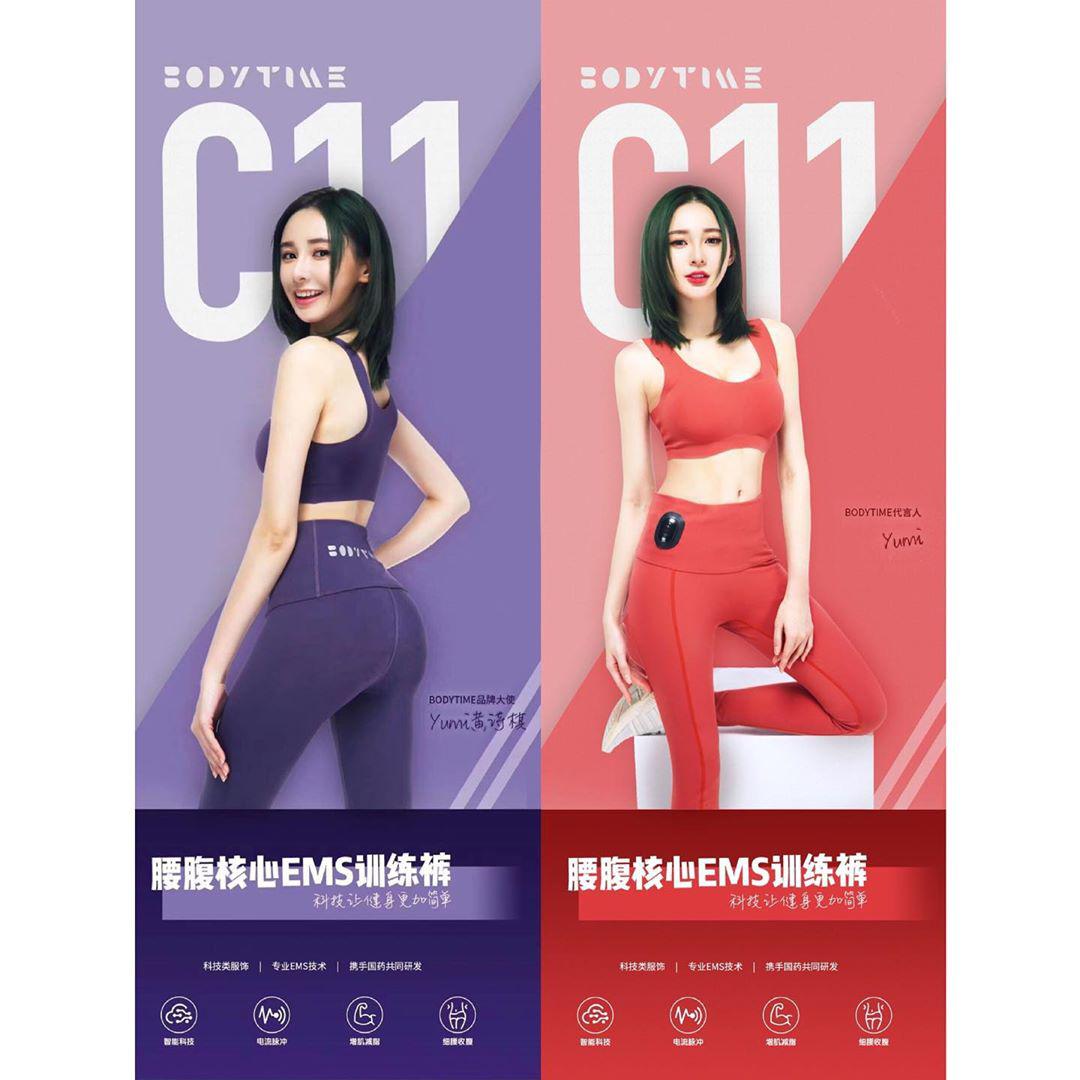 BODYTIME
C11
BODYTIME
BODYTIME品牌大使
Yumi黄诗棋
腰腹核心EMS训练裤
科技让健身更加简单
科技类服饰 | 专业EMS技术 | 携手国药共同研发
智能科技
电流脉冲
增肌减脂
细腰收腹
BODYTIME
C11
BODYTIME代言人
Yumi
腰腹核心EMS训练裤
科技让健身更加简单
科技类服饰 | 专业EMS技术 | 携手国药共同研发
智能科技
电流脉冲
增肌减脂
细腰收腹